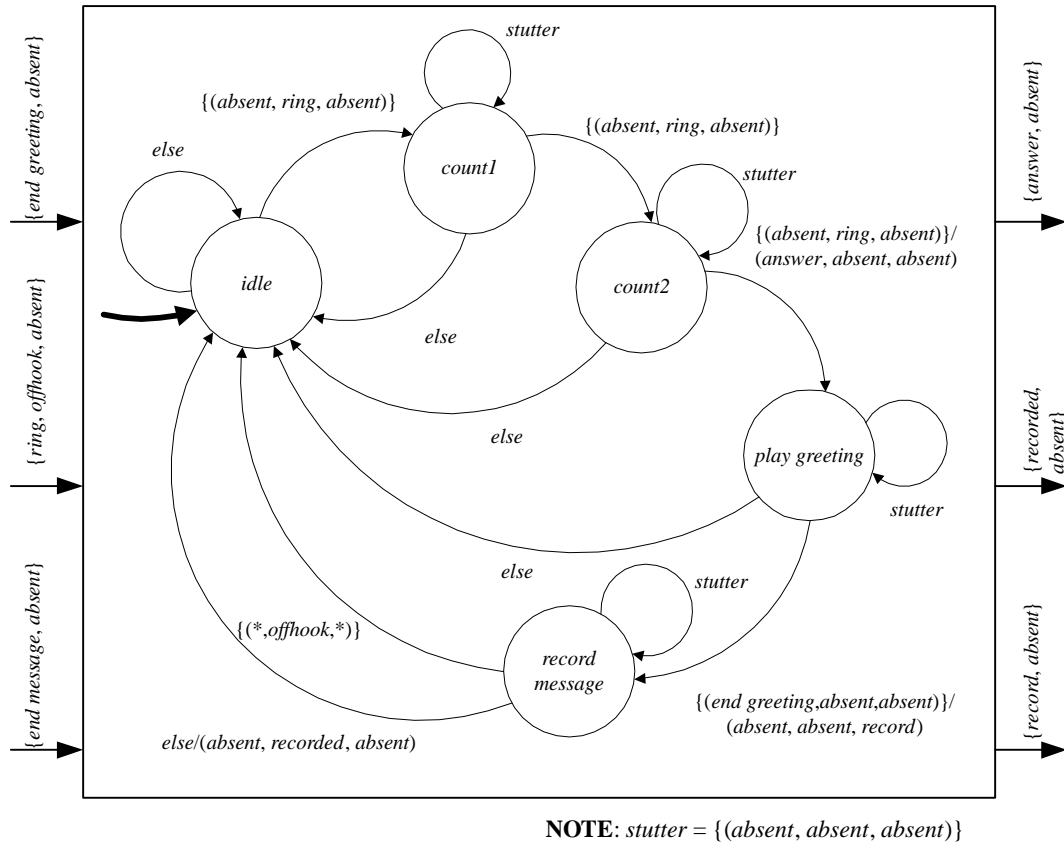 {end greeting, absent}
{ring, offhook, absent}
{end message, absent}
stutter
{(absent, ring, absent)}
else
count1
{(absent, ring, absent)}
stutter
{(absent, ring, absent)}/
(answer, absent, absent)
idle
count2
else
else
play greeting
stutter
else
stutter
{(*,offhook,*)}
record
message
{(end greeting,absent,absent)}/
(absent, absent, record)
else/(absent, recorded, absent)
{answer, absent}
{recorded,
absent}
{record, absent}
NOTE: stutter = {(absent, absent, absent)}